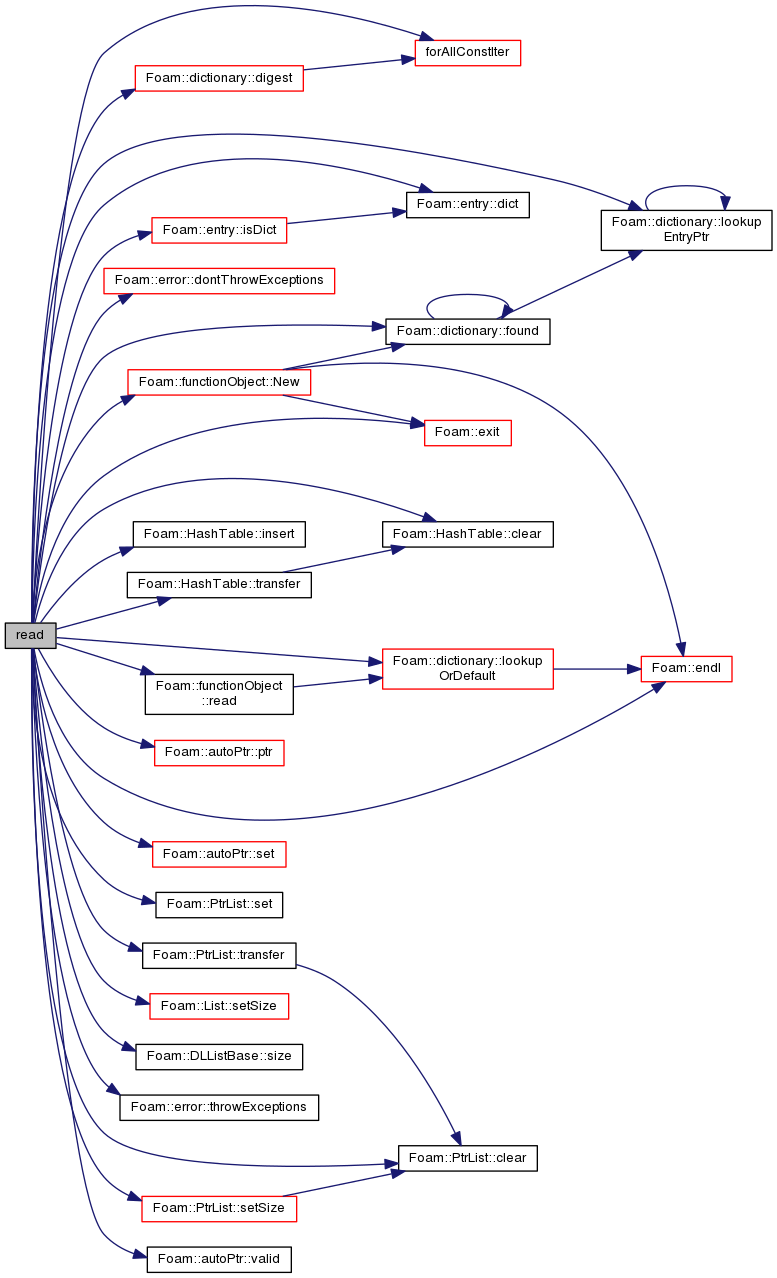 forAllConstIter
Foam::dictionary::digest
Foam::entry::dict
Foam::dictionary::lookup
EntryPtr
Foam::entry::isDict
Foam::error::dontThrowExceptions
Foam::dictionary::found
Foam::functionObject::New
Foam::exit
Foam::HashTable::insert
Foam::HashTable::clear
Foam::HashTable::transfer
read
Foam::dictionary::lookup
OrDefault
Foam::endl
Foam::functionObject
::read
Foam::autoPtr::ptr
Foam::autoPtr::set
Foam::PtrList::set
Foam::PtrList::transfer
Foam::List::setSize
Foam::DLListBase::size
Foam::error::throwExceptions
Foam::PtrList::clear
Foam::PtrList::setSize
Foam::autoPtr::valid